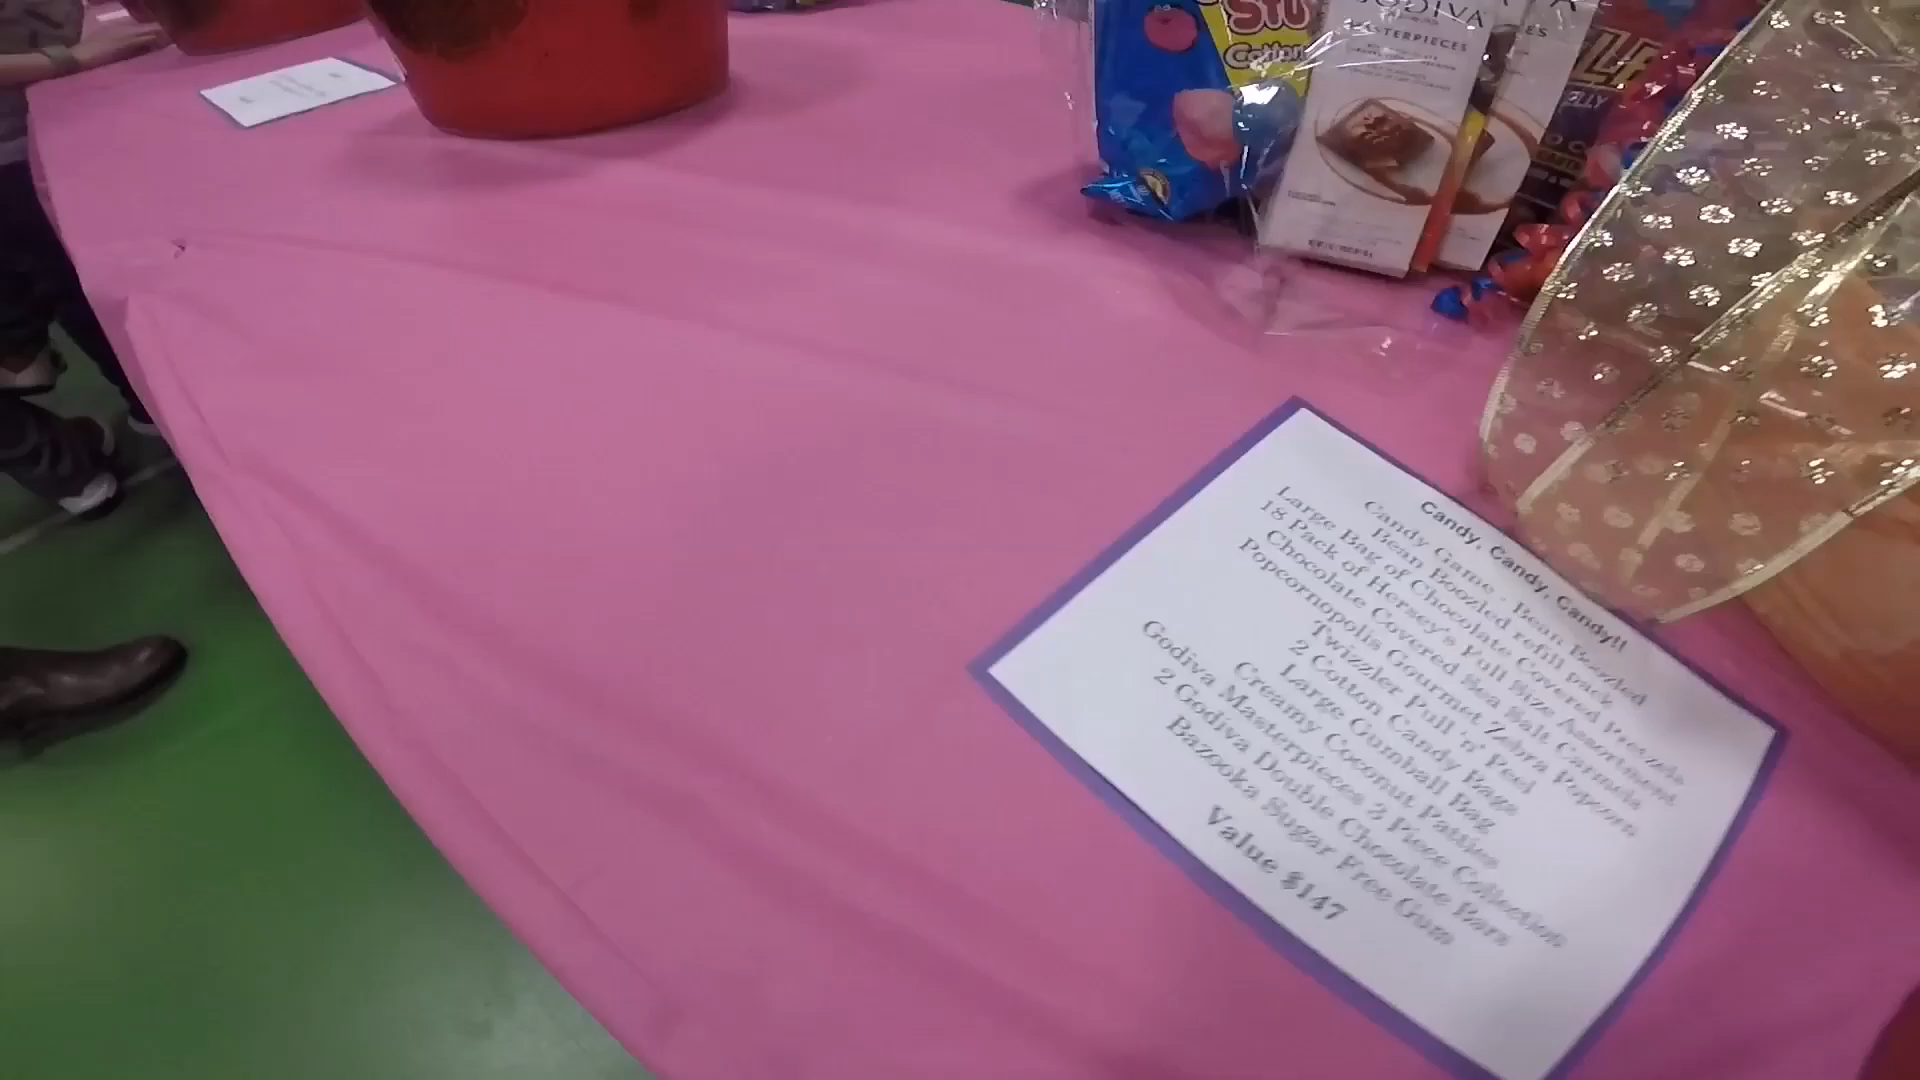 STU
Cotton
GODIVA
MASTERPIECES
Candy, Candy, Candy!!
Candy Game - Bean Boozled
Bean Boozled refill pack
Large Bag of Chocolate Covered Pretzels
18 Pack of Hersey's Full Size Assortment
Chocolate Covered Sea Salt Carmels
Popcornopolis Gourmet Zebra Popcorn
Twizzler Pull 'n' Peel
2 Cotton Candy Bags
Large Gumball Bag
Creamy Coconut Patties
Godiva Masterpieces 3 Piece Collection
2 Godiva Double Chocolate Bars
Bazooka Sugar Free Gum
Value $147